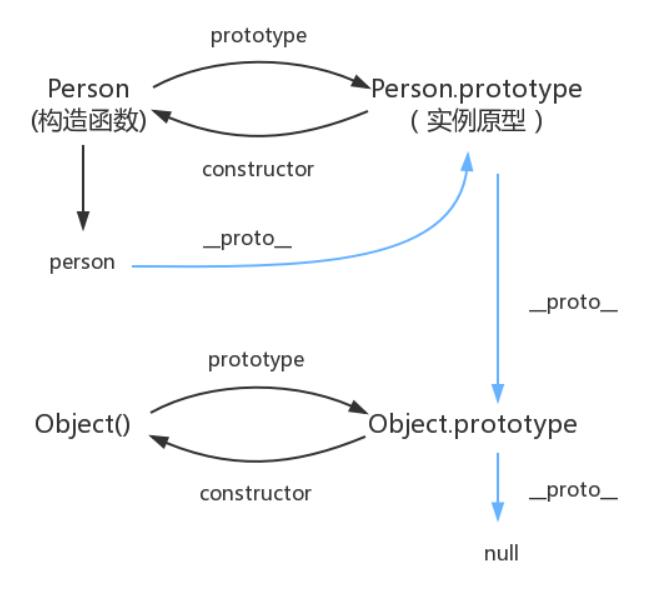 prototype
Person
(构造函数)
Person.prototype
（实例原型）
constructor
__proto__
person
__proto__
prototype
Object()
Object.prototype
constructor
__proto__
null